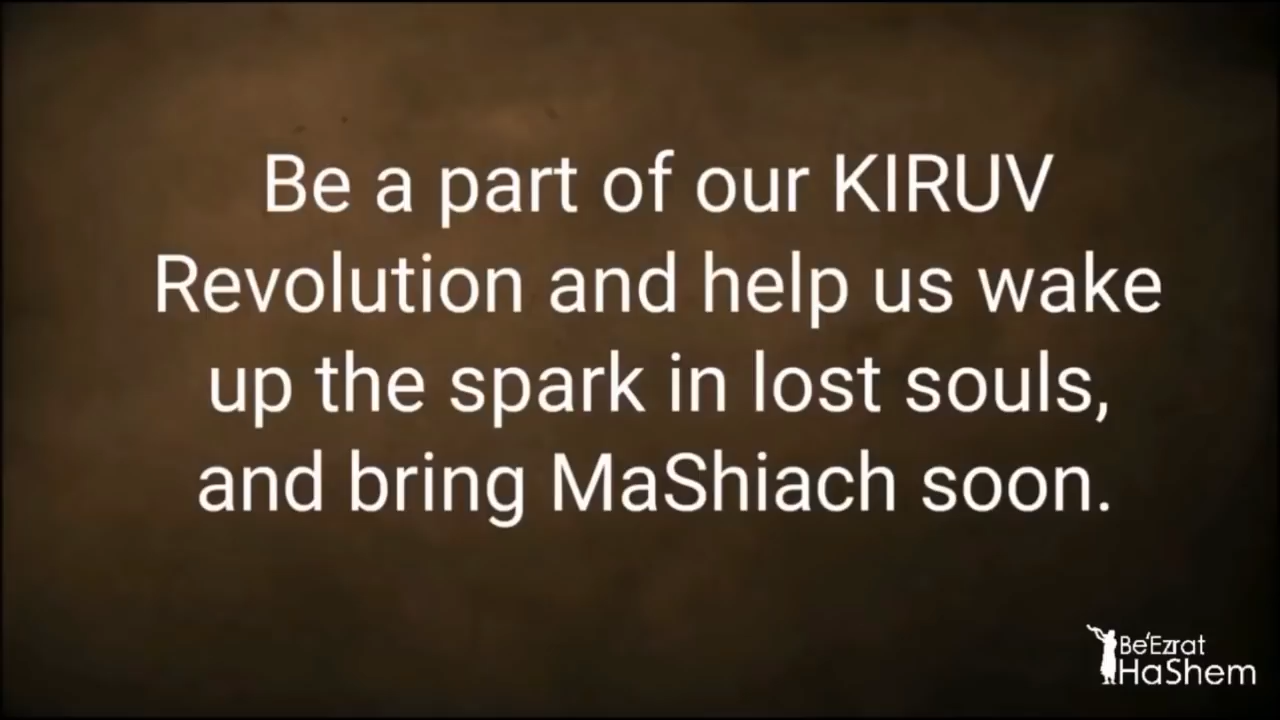 Be a part of our KIRUV
Revolution and help us wake
up the spark in lost souls,
and bring MaShiach soon.
Be'Ezrat
HaShem